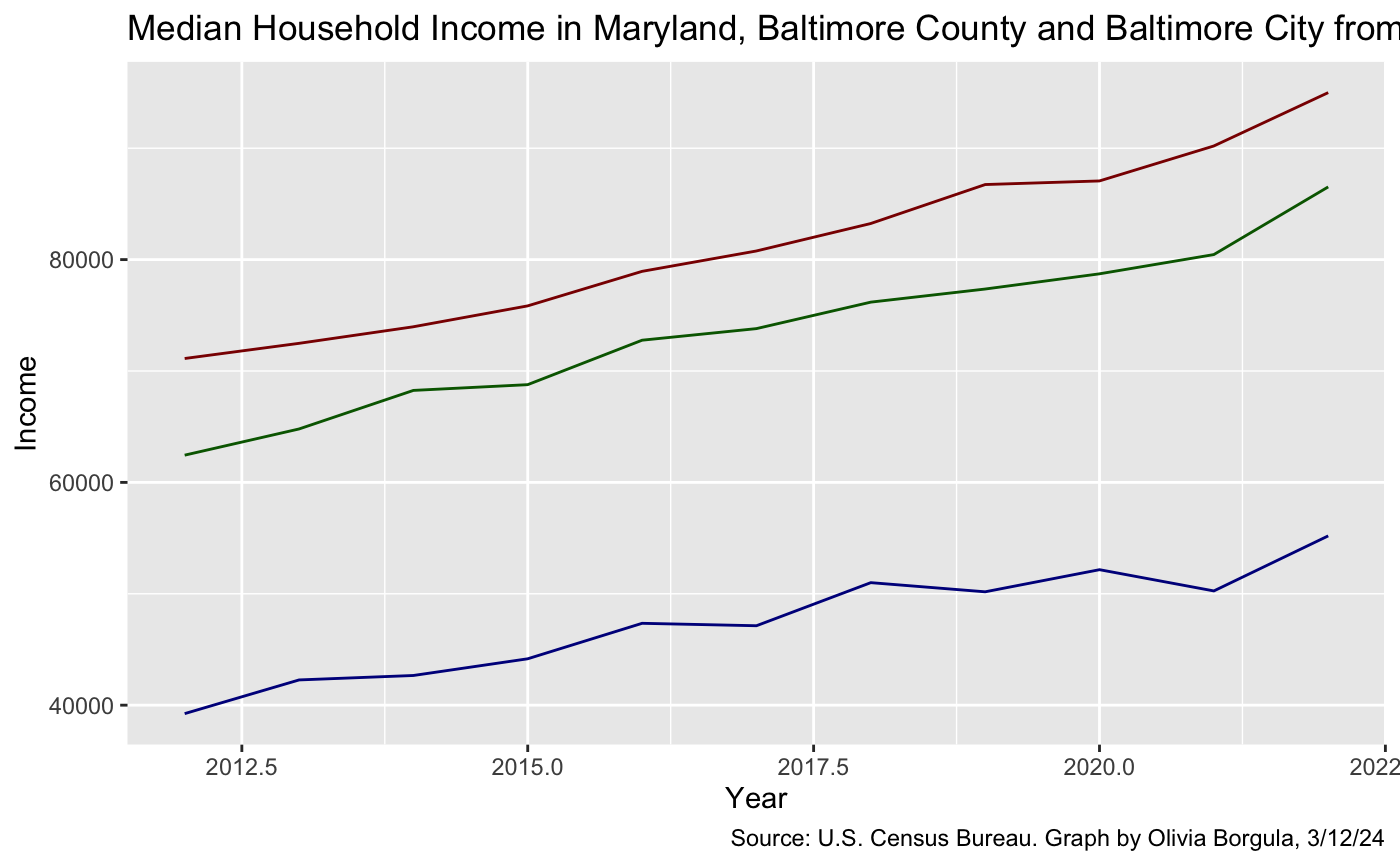 Median Household Income in Maryland, Baltimore County and Baltimore City from
Income
80000
60000
40000
2012.5
2015.0
2017.5
2020.0
2022
Year
Source: U.S. Census Bureau. Graph by Olivia Borgula, 3/12/24